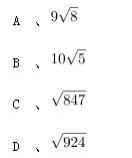 A 、 9√8
B 、 10√5
C 、 √847
D 、 √924